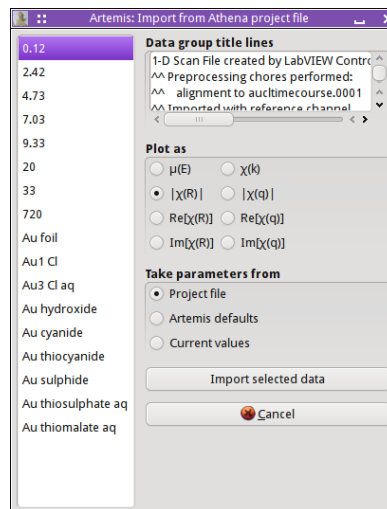 Artemis: Import from Athena project file
0.12
2.42
4.73
7.03
9.33
20
33
720
Au foil
Au1 Cl
Au3 Cl aq
Au hydroxide
Au cyanide
Au thiocyanide
Au sulphide
Au thiosulphate aq
Au thiomalate aq
Data group title lines
1-D Scan File created by LabVIEW Contro
^^ Preprocessing chores performed:
^^ alignment to aucltimecourse.0001
^^ Imported with reference channel
Plot as
μ(E) χ(k)
|χ(R)| |χ(q)|
Re[χ(R)] Re[χ(q)]
Im[χ(R)] Im[χ(q)]
Take parameters from
Project file
Artemis defaults
Current values
Import selected data
Cancel